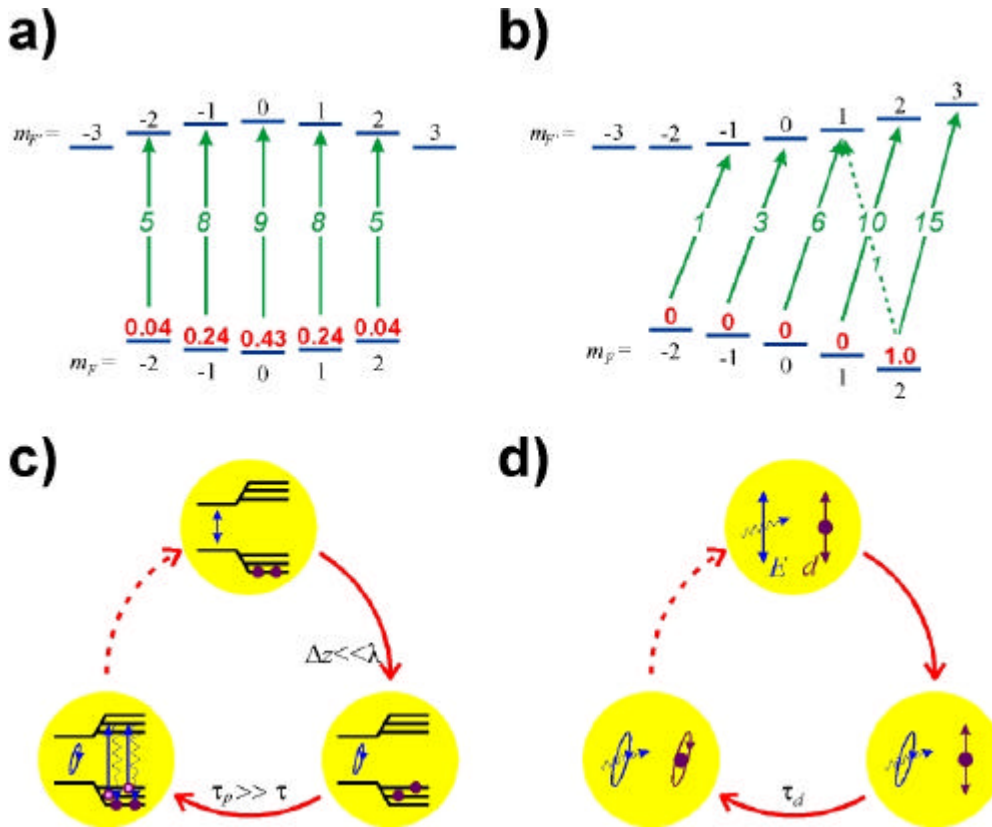 a)
m_F' = -3 -2 -1 0 1 2 3
5 8 9 8 5
0.04 0.24 0.43 0.24 0.04
m_F = -2 -1 0 1 2
b)
m_F' = -3 -2 -1 0 1 2 3
1 3 6 10 15
1
0 0 0 0 1.0
m_F = -2 -1 0 1 2
c)
Δz<<λ
τ_p >> τ
d)
E d
τ_d